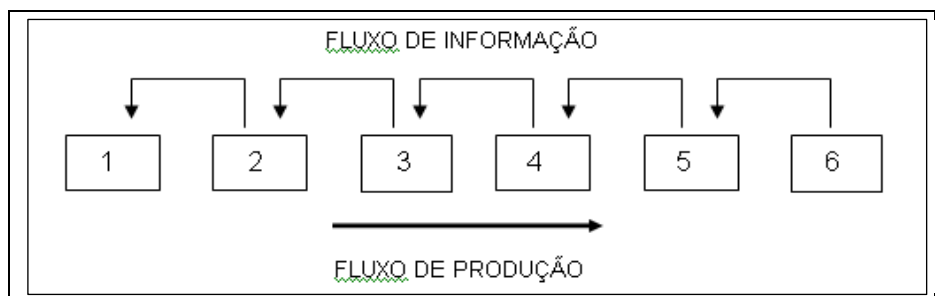 FLUXO DE INFORMAÇÃO
1 2 3 4 5 6
FLUXO DE PRODUÇÃO